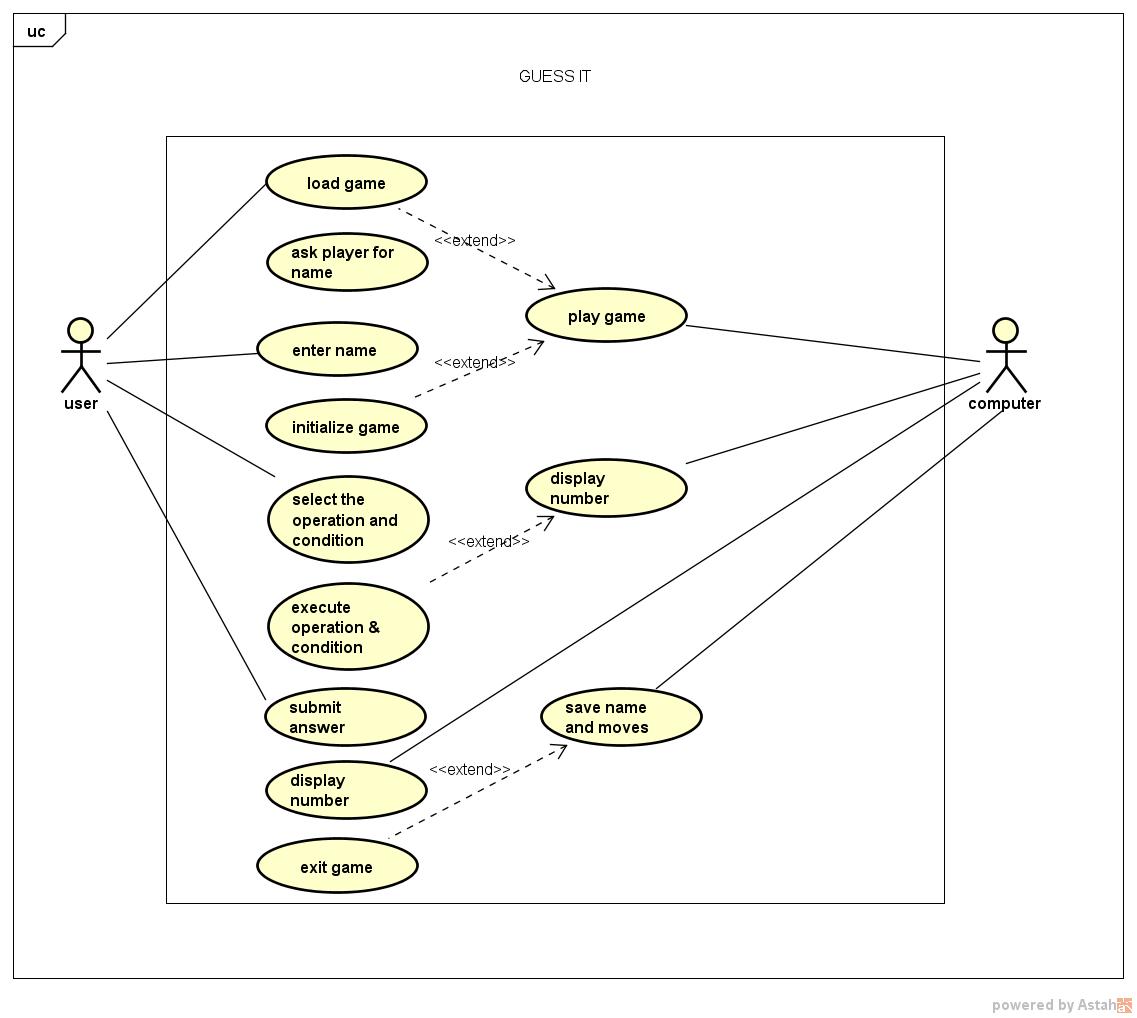 uc
GUESS IT
load game
<<extend>>
ask player for
name
play game
enter name
<<extend>>
initialize game
user
computer
select the
operation and
condition
display
number
<<extend>>
execute
operation &
condition
submit
answer
save name
and moves
display
number
<<extend>>
exit game
powered by Astah